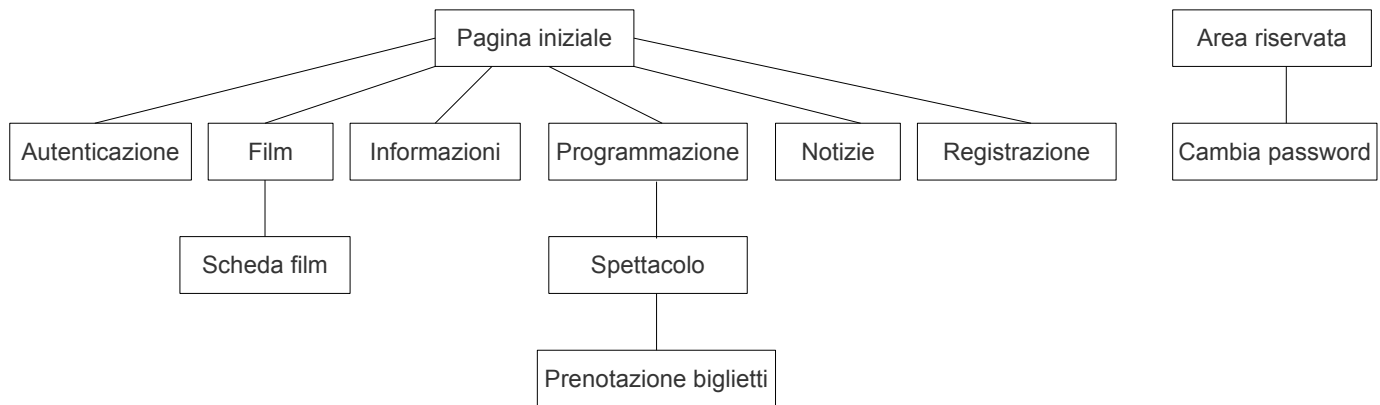 Pagina iniziale
Area riservata
Autenticazione
Film
Informazioni
Programmazione
Notizie
Registrazione
Cambia password
Scheda film
Spettacolo
Prenotazione biglietti